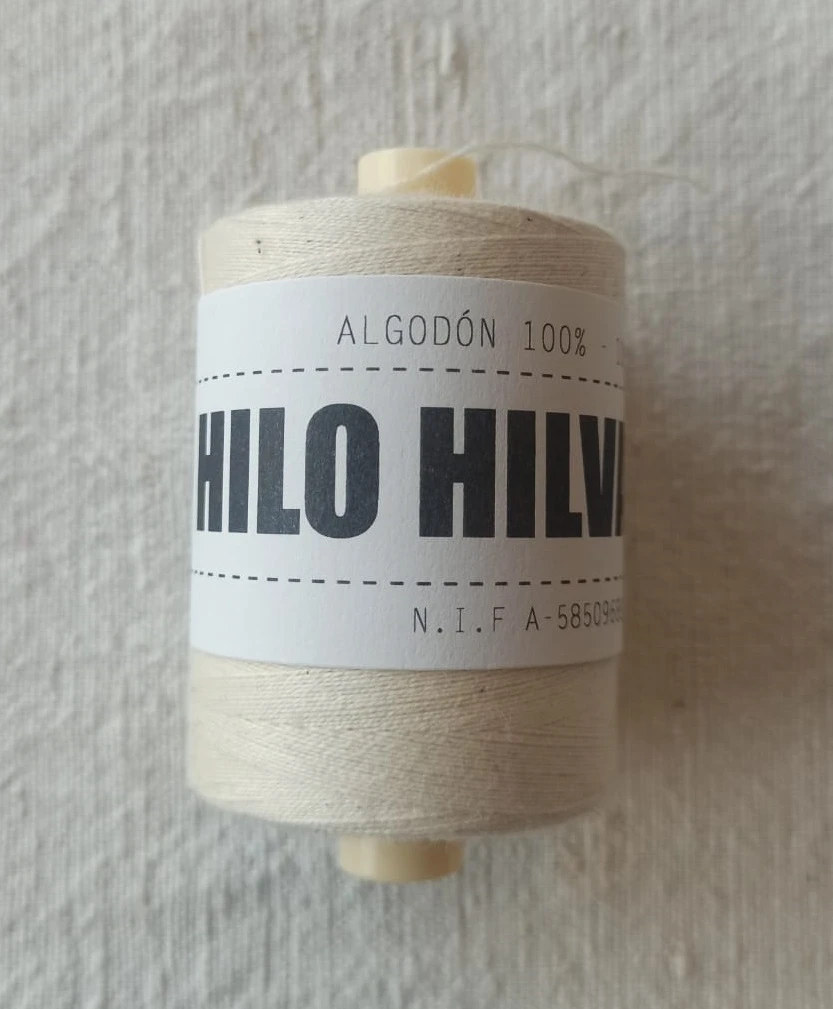 ALGODÓN 100% -
HILO HILV
N.I.F A-58509